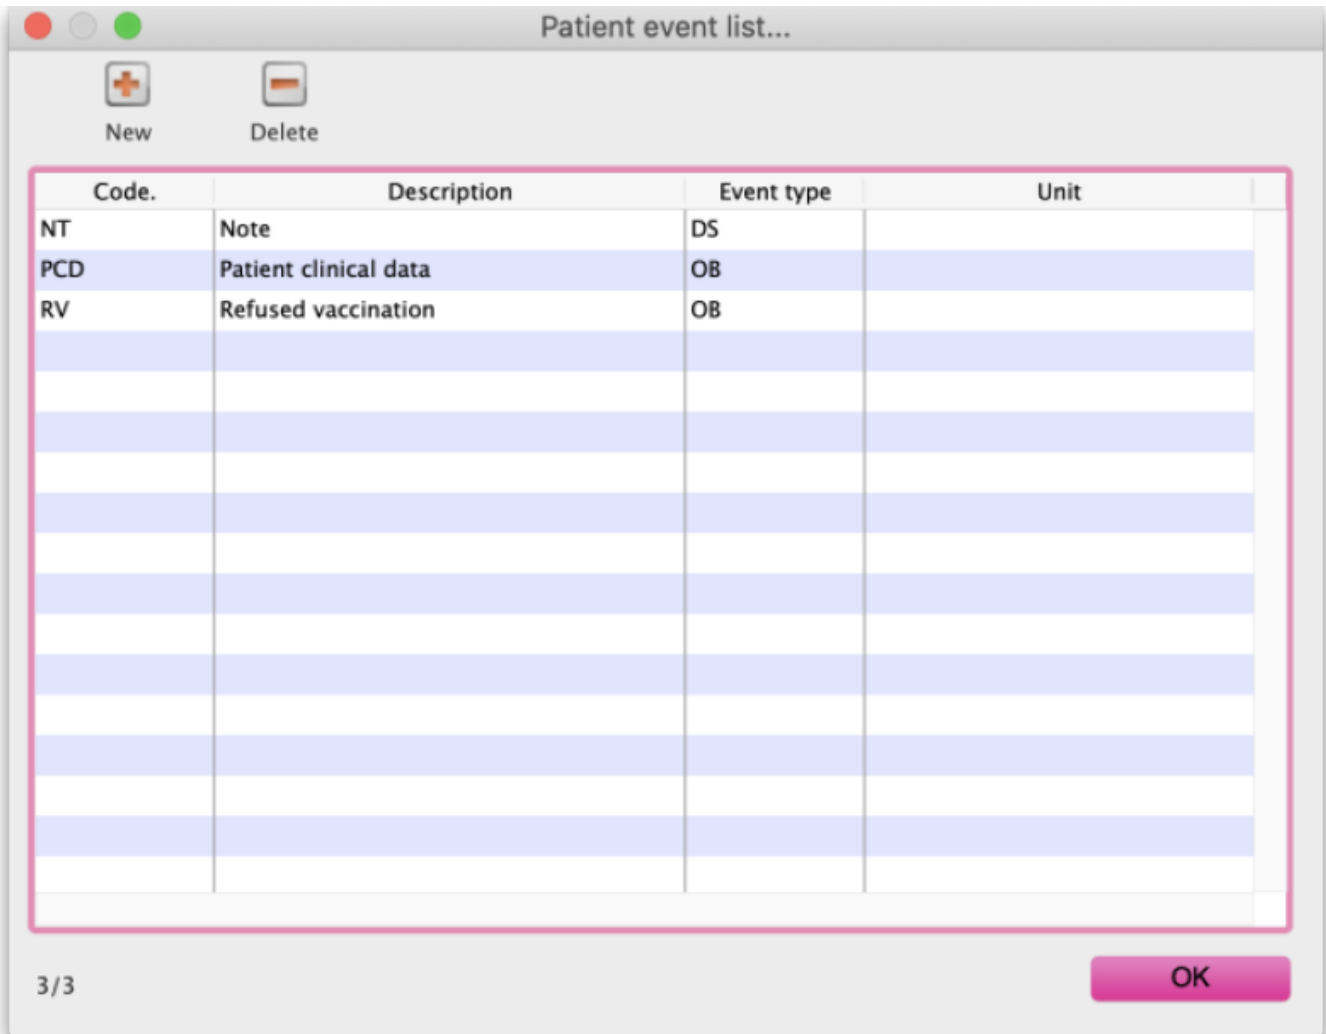 Patient event list...
New Delete
Code. Description Event type Unit
NT Note DS
PCD Patient clinical data OB
RV Refused vaccination OB
3/3 OK